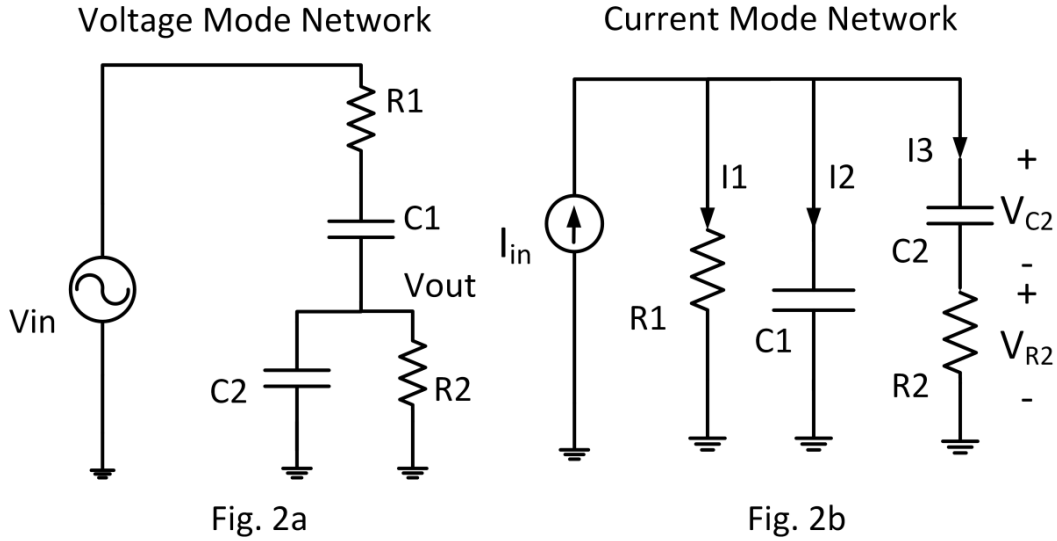 Voltage Mode Network
R1
C1
Vout
Vin
C2
R2
Fig. 2a
Current Mode Network
I1
I2
I3
+
Iin
VC2
C2
-
R1
C1
+
VR2
R2
-
Fig. 2b